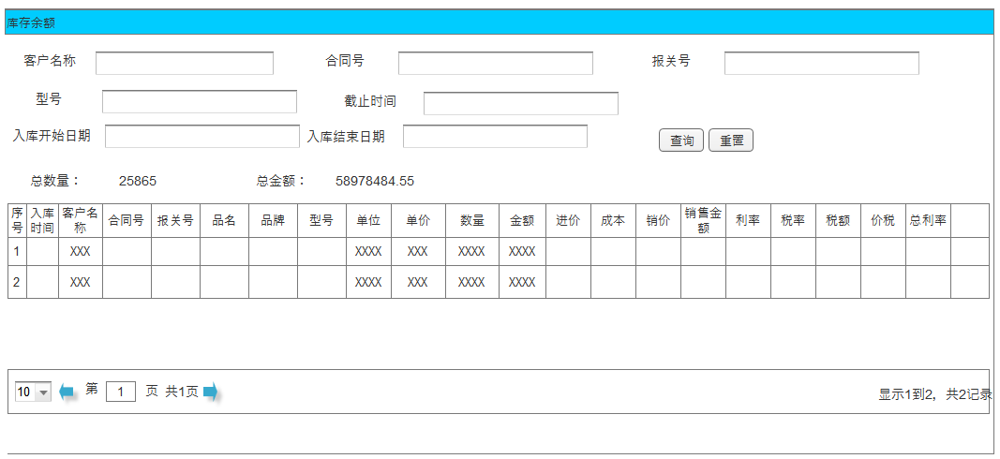 库存余额
客户名称 合同号 报关号
型号 截止时间
入库开始日期 入库结束日期 查询 重置
总数量： 25865 总金额： 58978484.55
序号 入库时间 客户名称 合同号 报关号 品名 品牌 型号 单位 单价 数量 金额 进价 成本 销价 销售金额 利率 税率 税额 价税 总利率
1 XXX XXXX XXX XXXX XXXX
2 XXX XXXX XXX XXXX XXXX
10 第 1 页 共1页 显示1到2，共2记录